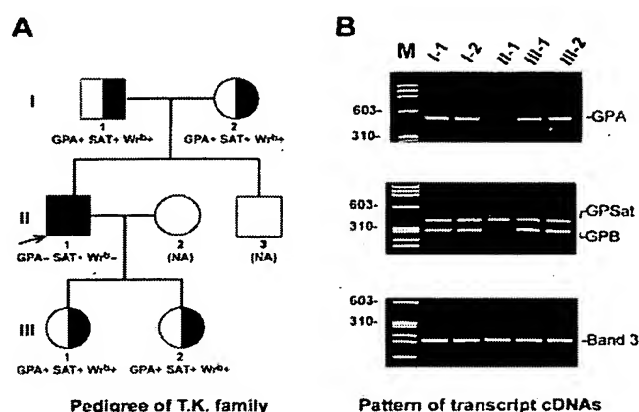 A
I
1
GPA+ SAT+ Wrb+
2
GPA+ SAT+ Wrb+
II
1
GPA– SAT+ Wrb–
2
(NA)
3
(NA)
III
1
GPA+ SAT+ Wrb+
2
GPA+ SAT+ Wrb+
Pedigree of T.K. family
B
M I-1 I-2 II-1 III-1 III-2
603-
310-
-GPA
603-
310-
GPSat
GPB
603-
310-
-Band 3
Pattern of transcript cDNAs